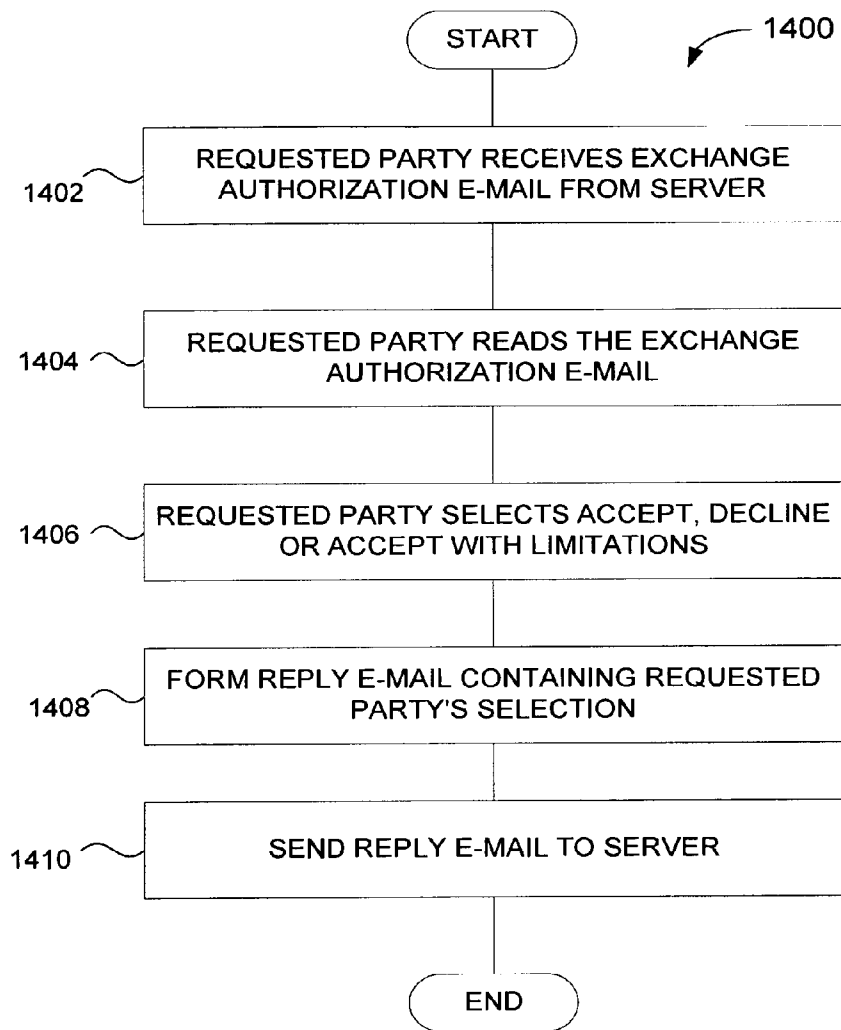 START
1400
REQUESTED PARTY RECEIVES EXCHANGE
AUTHORIZATION E-MAIL FROM SERVER
1402
REQUESTED PARTY READS THE EXCHANGE
AUTHORIZATION E-MAIL
1404
REQUESTED PARTY SELECTS ACCEPT, DECLINE
OR ACCEPT WITH LIMITATIONS
1406
FORM REPLY E-MAIL CONTAINING REQUESTED
PARTY'S SELECTION
1408
SEND REPLY E-MAIL TO SERVER
1410
END